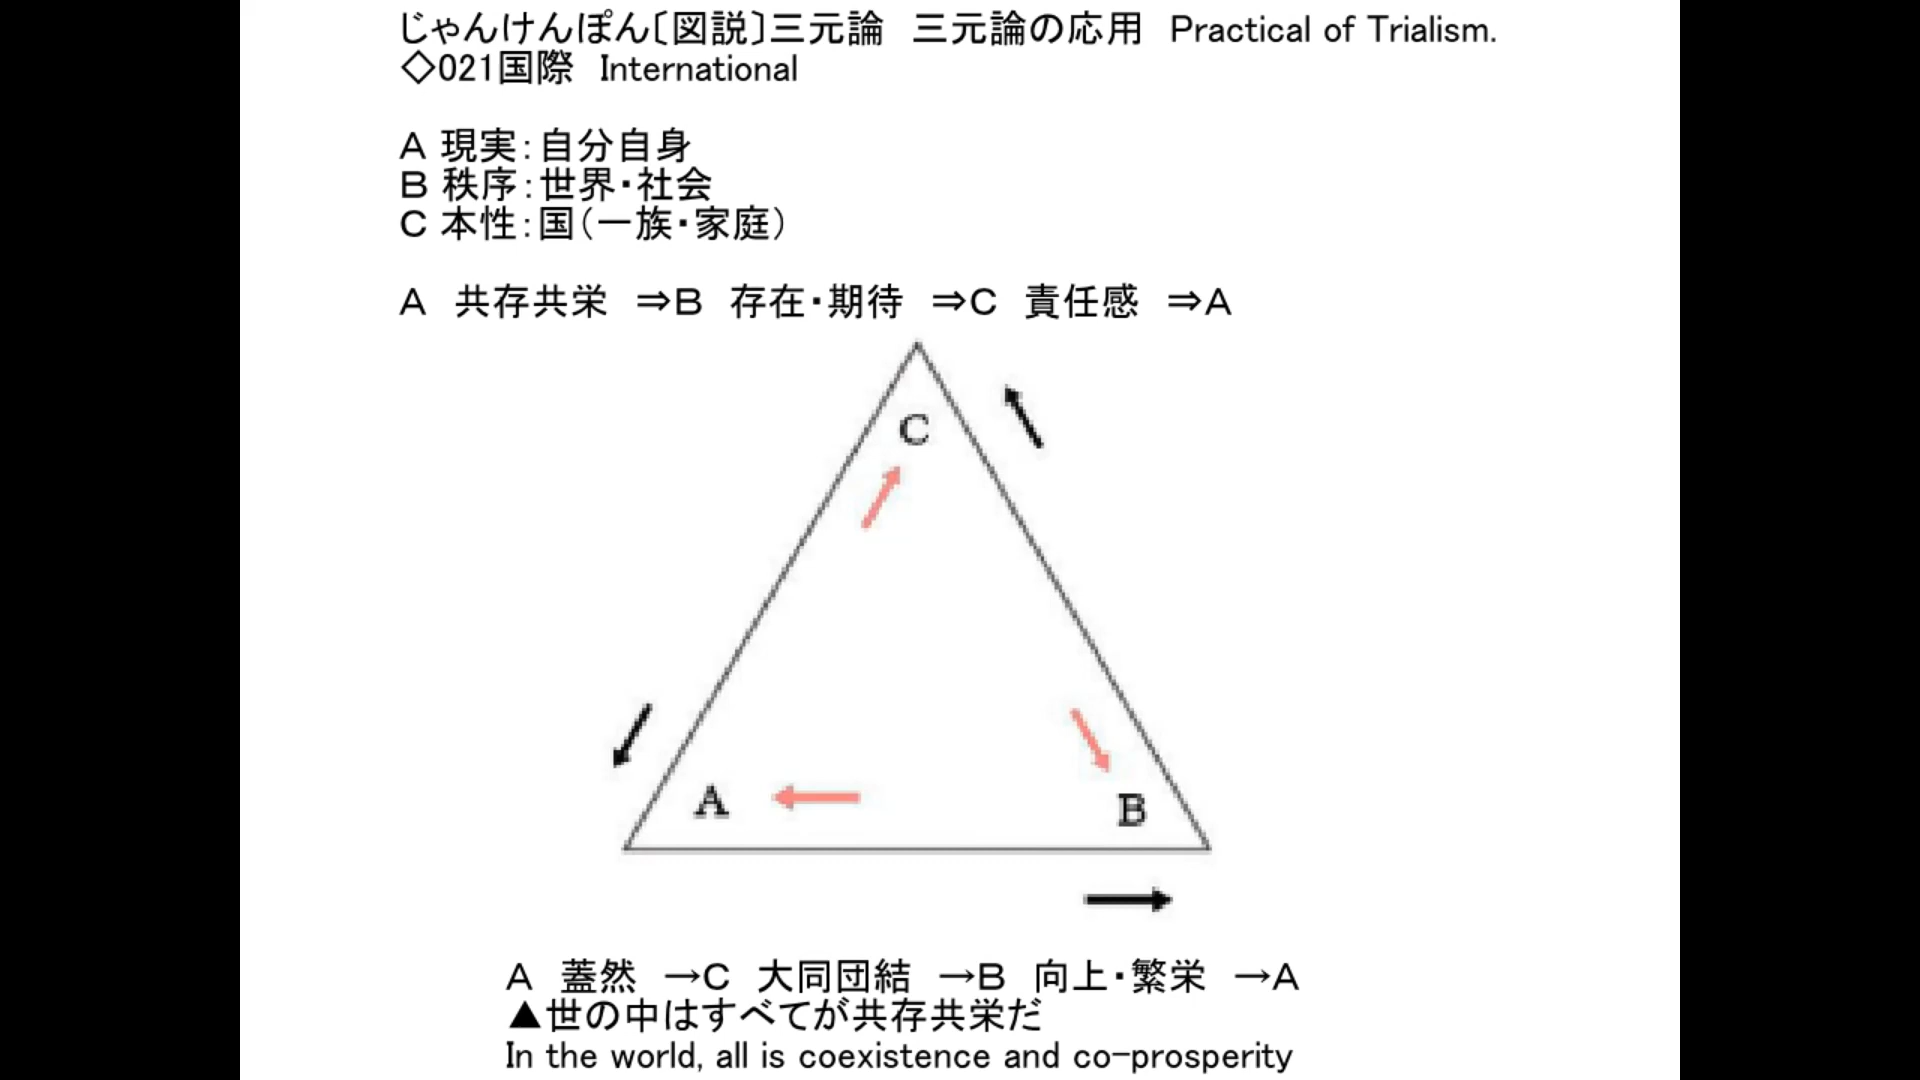 じゃんけんぽん〔図説〕三元論　三元論の応用　Practical of Trialism.
◇021国際　International
A 現実：自分自身
B 秩序：世界・社会
C 本性：国（一族・家庭）
A　共存共栄　⇒B　存在・期待　⇒C　責任感　⇒A
C
A
B
A　蓋然　→C　大同団結　→B　向上・繁栄　→A
▲世の中はすべてが共存共栄だ
In the world, all is coexistence and co-prosperity